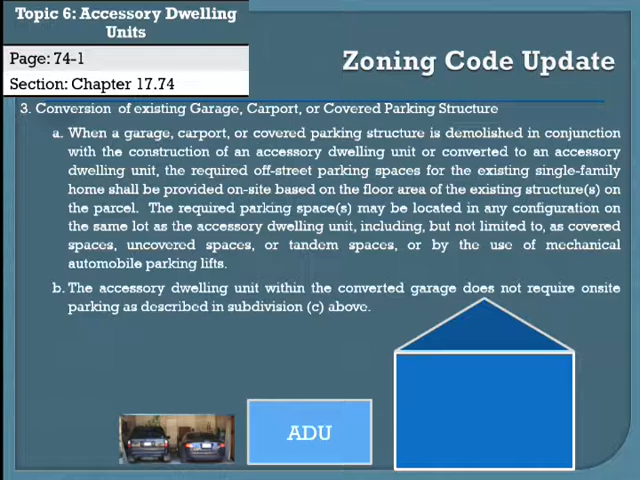 Topic 6: Accessory Dwelling
Units
Page: 74-1
Section: Chapter 17.74
Zoning Code Update
3. Conversion of existing Garage, Carport, or Covered Parking Structure
a. When a garage, carport, or covered parking structure is demolished in conjunction
with the construction of an accessory dwelling unit or converted to an accessory
dwelling unit, the required off-street parking spaces for the existing single-family
home shall be provided on-site based on the floor area of the existing structure(s) on
the parcel. The required parking space(s) may be located in any configuration on
the same lot as the accessory dwelling unit, including, but not limited to, as covered
spaces, uncovered spaces, or tandem spaces, or by the use of mechanical
automobile parking lifts.
b. The accessory dwelling unit within the converted garage does not require onsite
parking as described in subdivision (c) above.
ADU